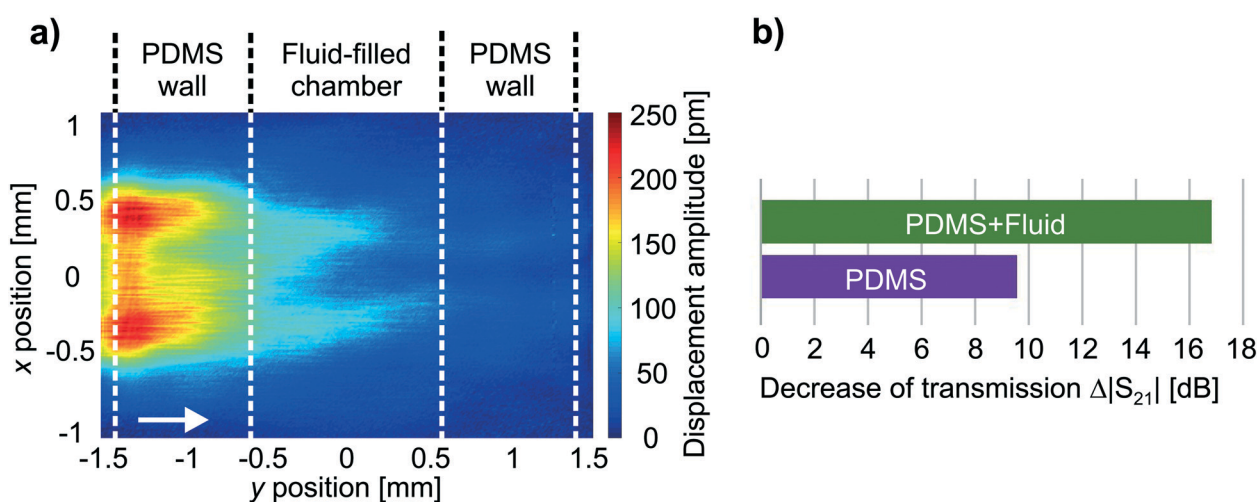 a)
PDMS
wall
Fluid-filled
chamber
PDMS
wall
1
0.5
0
-0.5
-1
x position [mm]
-1.5
-1
-0.5
0
0.5
1
1.5
y position [mm]
250
200
150
100
50
0
Displacement amplitude [pm]
b)
PDMS+Fluid
PDMS
0 2 4 6 8 10 12 14 16 18
Decrease of transmission Δ|S₂₁| [dB]